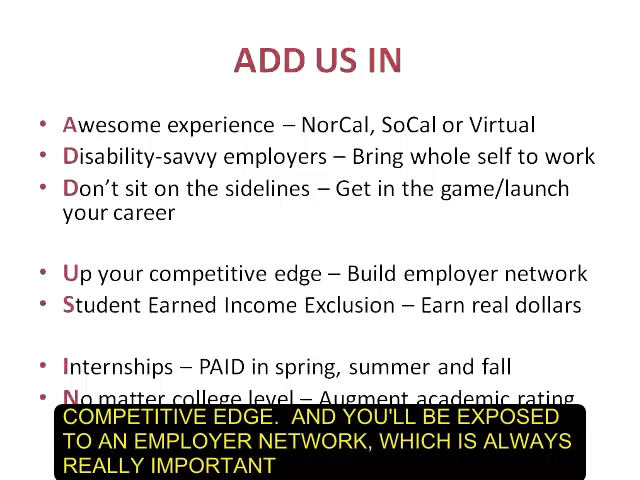 ADD US IN
• Awesome experience – NorCal, SoCal or Virtual
• Disability-savvy employers – Bring whole self to work
• Don't sit on the sidelines – Get in the game/launch
your career
• Up your competitive edge – Build employer network
• Student Earned Income Exclusion – Earn real dollars
• Internships – PAID in spring, summer and fall
• No matter college level – Augment academic rating
COMPETITIVE EDGE. AND YOU'LL BE EXPOSED
TO AN EMPLOYER NETWORK, WHICH IS ALWAYS
REALLY IMPORTANT